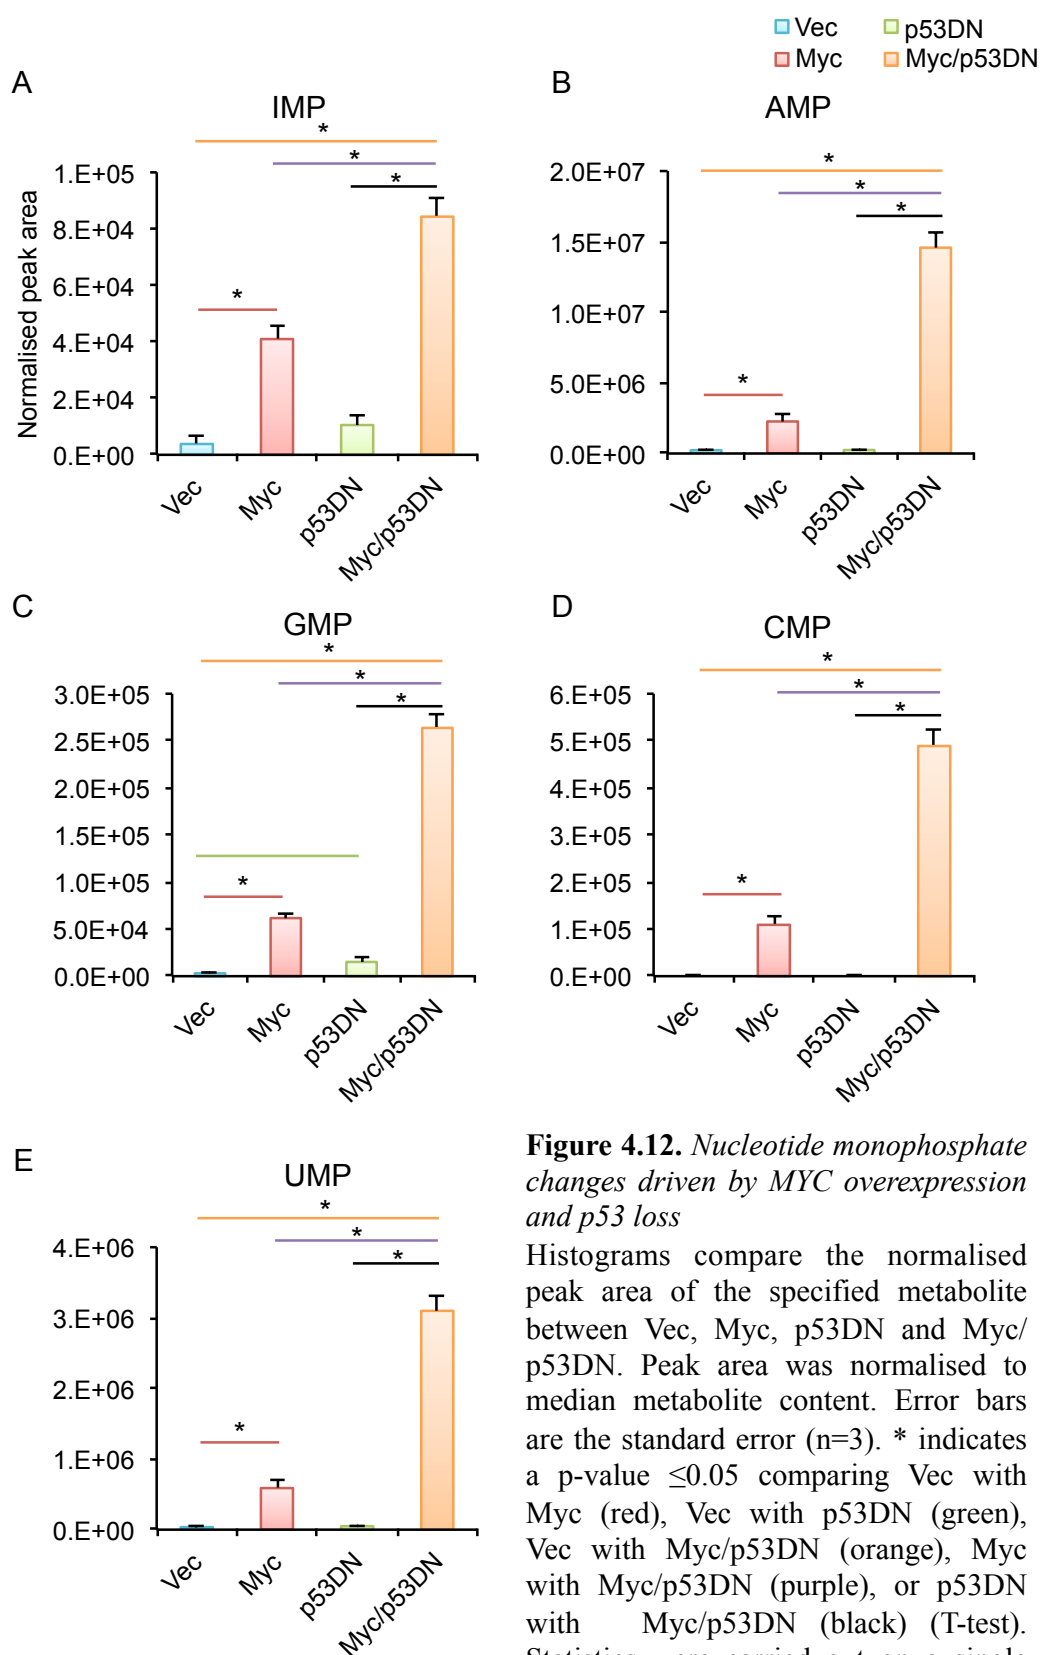 Vec
p53DN
Myc
Myc/p53DN
A
IMP
*
*
*
*
Normalised peak area
1.E+05
8.E+04
6.E+04
4.E+04
2.E+04
0.E+00
Vec
Myc
p53DN
Myc/p53DN
B
AMP
*
*
*
*
2.0E+07
1.5E+07
1.0E+07
5.0E+06
0.0E+00
Vec
Myc
p53DN
Myc/p53DN
C
GMP
*
*
*
*
3.0E+05
2.5E+05
2.0E+05
1.5E+05
1.0E+05
5.0E+04
0.0E+00
Vec
Myc
p53DN
Myc/p53DN
D
CMP
*
*
*
*
6.E+05
5.E+05
4.E+05
3.E+05
2.E+05
1.E+05
0.E+00
Vec
Myc
p53DN
Myc/p53DN
E
UMP
*
*
*
*
4.E+06
3.E+06
2.E+06
1.E+06
0.E+00
Vec
Myc
p53DN
Myc/p53DN
Figure 4.12. Nucleotide monophosphate
changes driven by MYC overexpression
and p53 loss
Histograms compare the normalised
peak area of the specified metabolite
between Vec, Myc, p53DN and Myc/
p53DN. Peak area was normalised to
median metabolite content. Error bars
are the standard error (n=3). * indicates
a p-value ≤0.05 comparing Vec with
Myc (red), Vec with p53DN (green),
Vec with Myc/p53DN (orange), Myc
with Myc/p53DN (purple), or p53DN
with Myc/p53DN (black) (T-test).
Statistics were carried out on a single